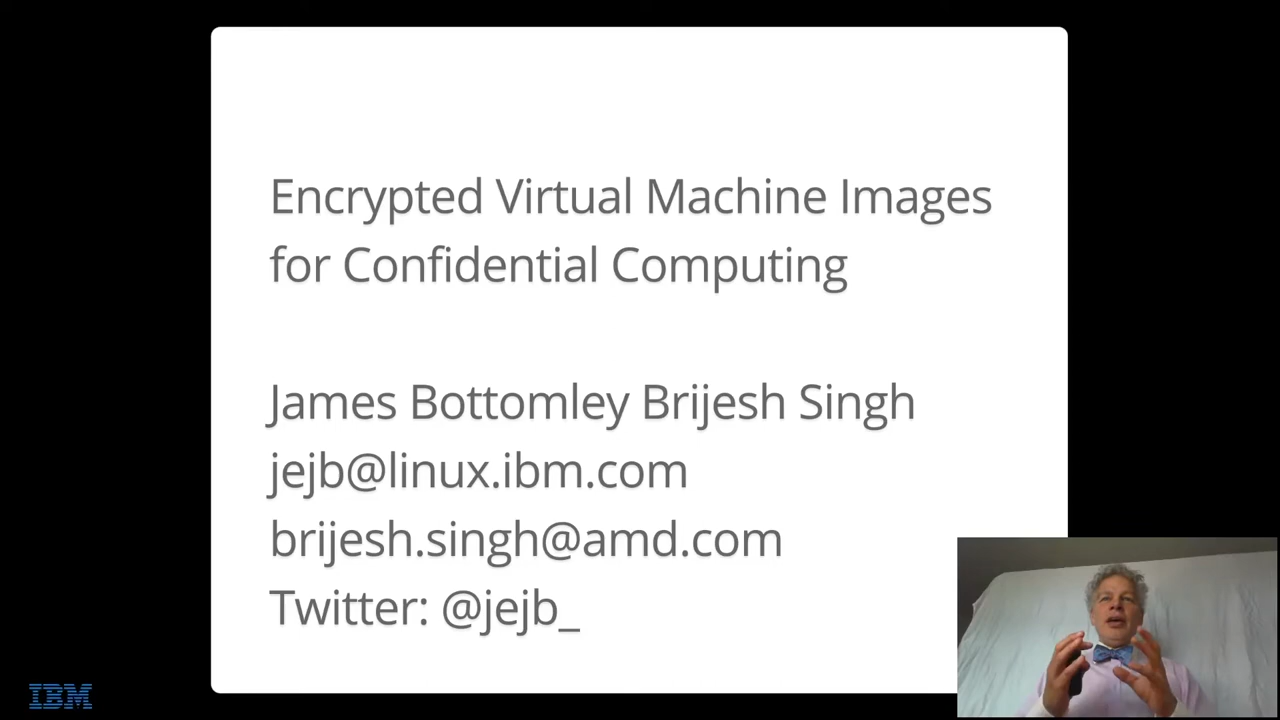 Encrypted Virtual Machine Images
for Confidential Computing
James Bottomley Brijesh Singh
jejb@linux.ibm.com
brijesh.singh@amd.com
Twitter: @jejb_
IBM